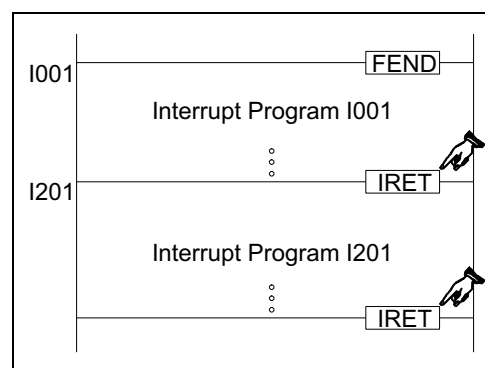 FEND
I001
Interrupt Program I001
IRET
I201
Interrupt Program I201
IRET